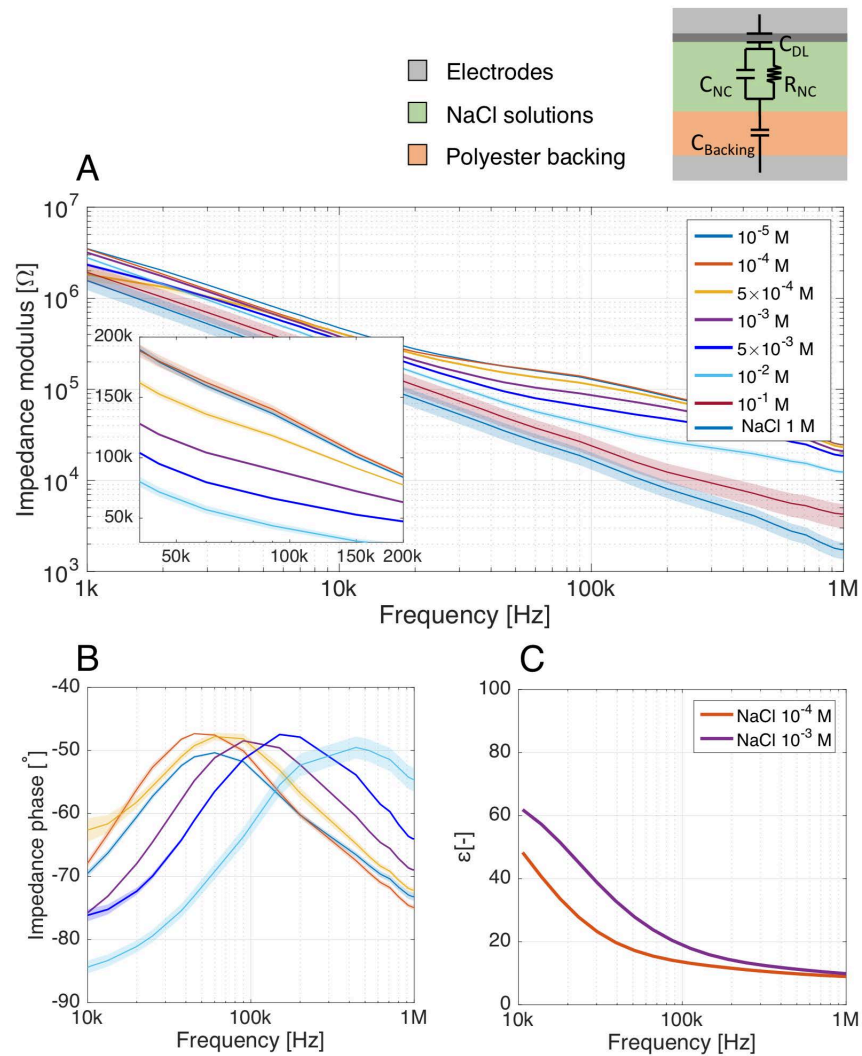 Electrodes
NaCl solutions
Polyester backing
C_DL
C_NC
R_NC
C_Backing
A
Impedance modulus [Ω]
10^7
10^6
10^5
10^4
10^3
1k
10k
100k
1M
Frequency [Hz]
10^-5 M
10^-4 M
5×10^-4 M
10^-3 M
5×10^-3 M
10^-2 M
10^-1 M
NaCl 1 M
200k
150k
100k
50k
50k
100k
150k
200k
B
Impedance phase [°]
-40
-50
-60
-70
-80
-90
10k
100k
1M
Frequency [Hz]
C
ε[-]
100
80
60
40
20
0
10k
100k
1M
Frequency [Hz]
NaCl 10^-4 M
NaCl 10^-3 M